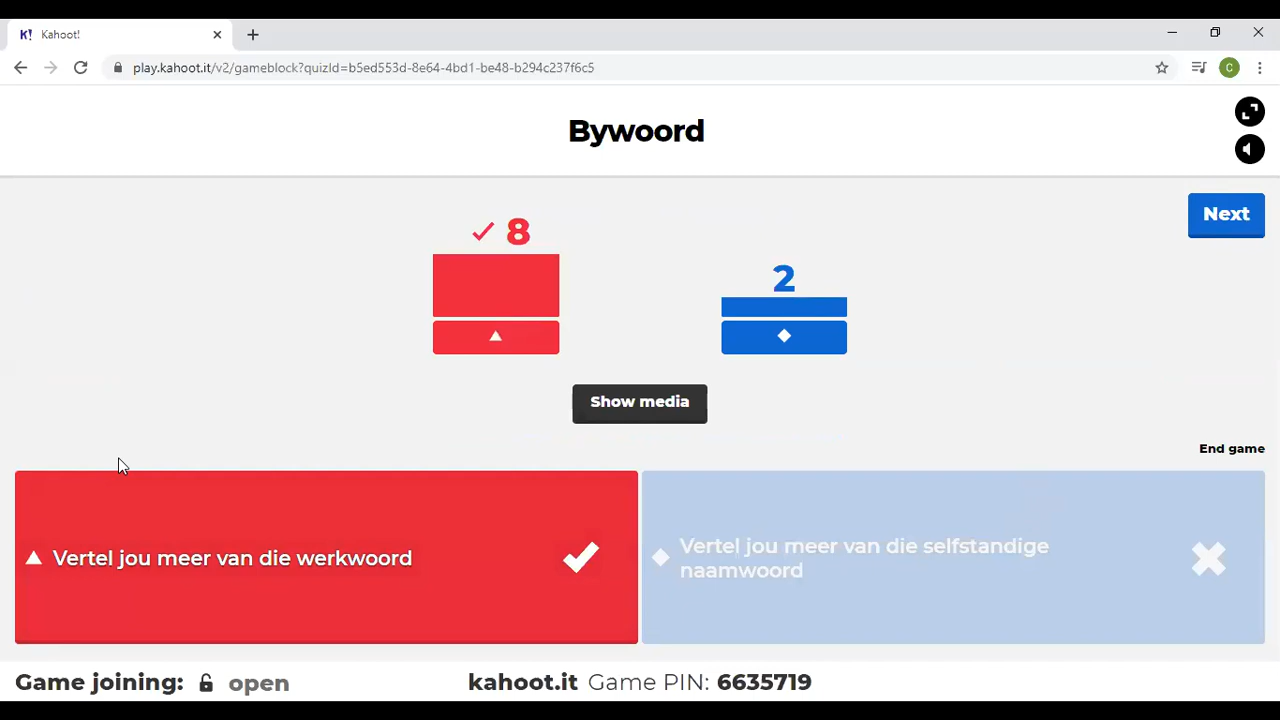 Kahoot!
play.kahoot.it/v2/gameblock?quizId=b5ed553d-8e64-4bd1-be48-b294c237f6c5
C
Bywoord
Next
8
2
Show media
End game
Vertel jou meer van die werkwoord
Vertel jou meer van die selfstandige
naamwoord
Game joining: open
kahoot.it Game PIN: 6635719